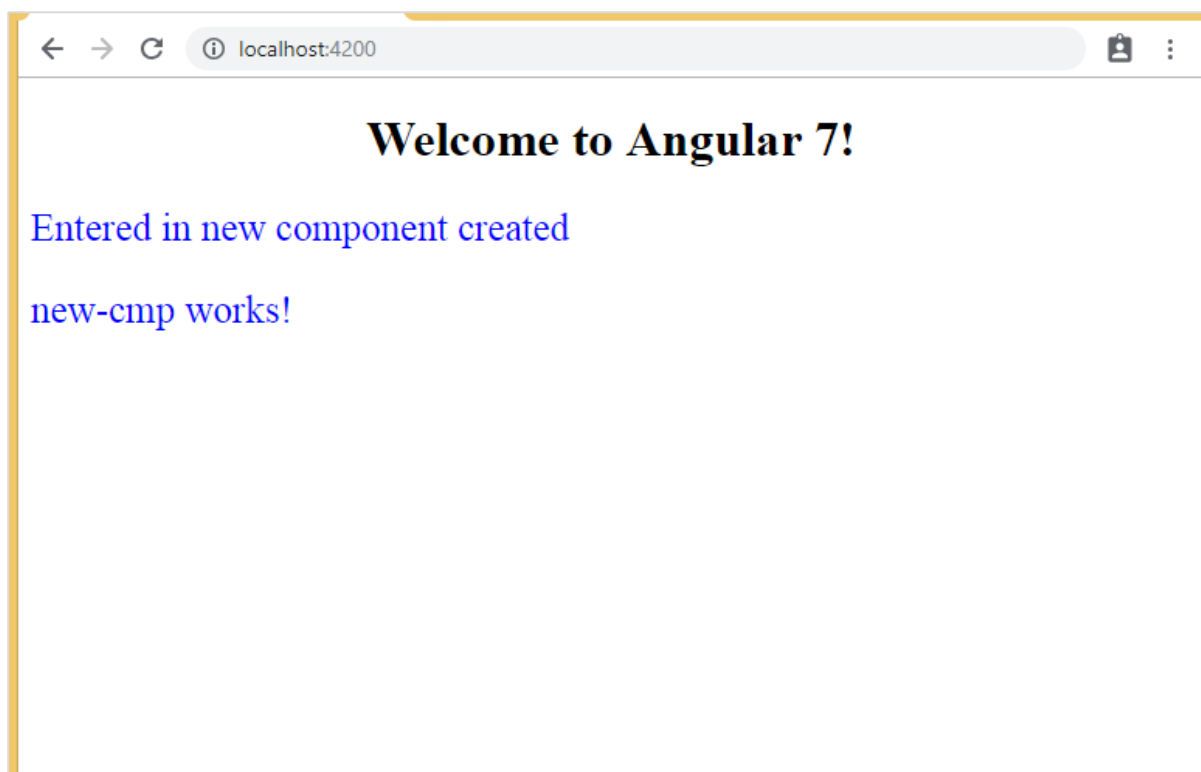 localhost:4200
Welcome to Angular 7!
Entered in new component created
new-cmp works!